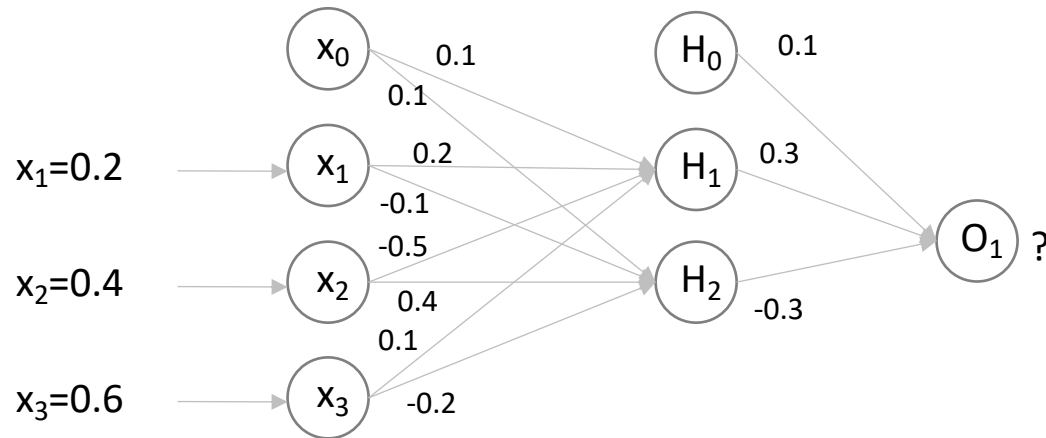 x₀
H₀
0.1
0.1
0.1
x₁=0.2
x₁
0.2
H₁
0.3
-0.1
-0.5
O₁
?
x₂=0.4
x₂
0.4
H₂
-0.3
0.1
x₃=0.6
x₃
-0.2